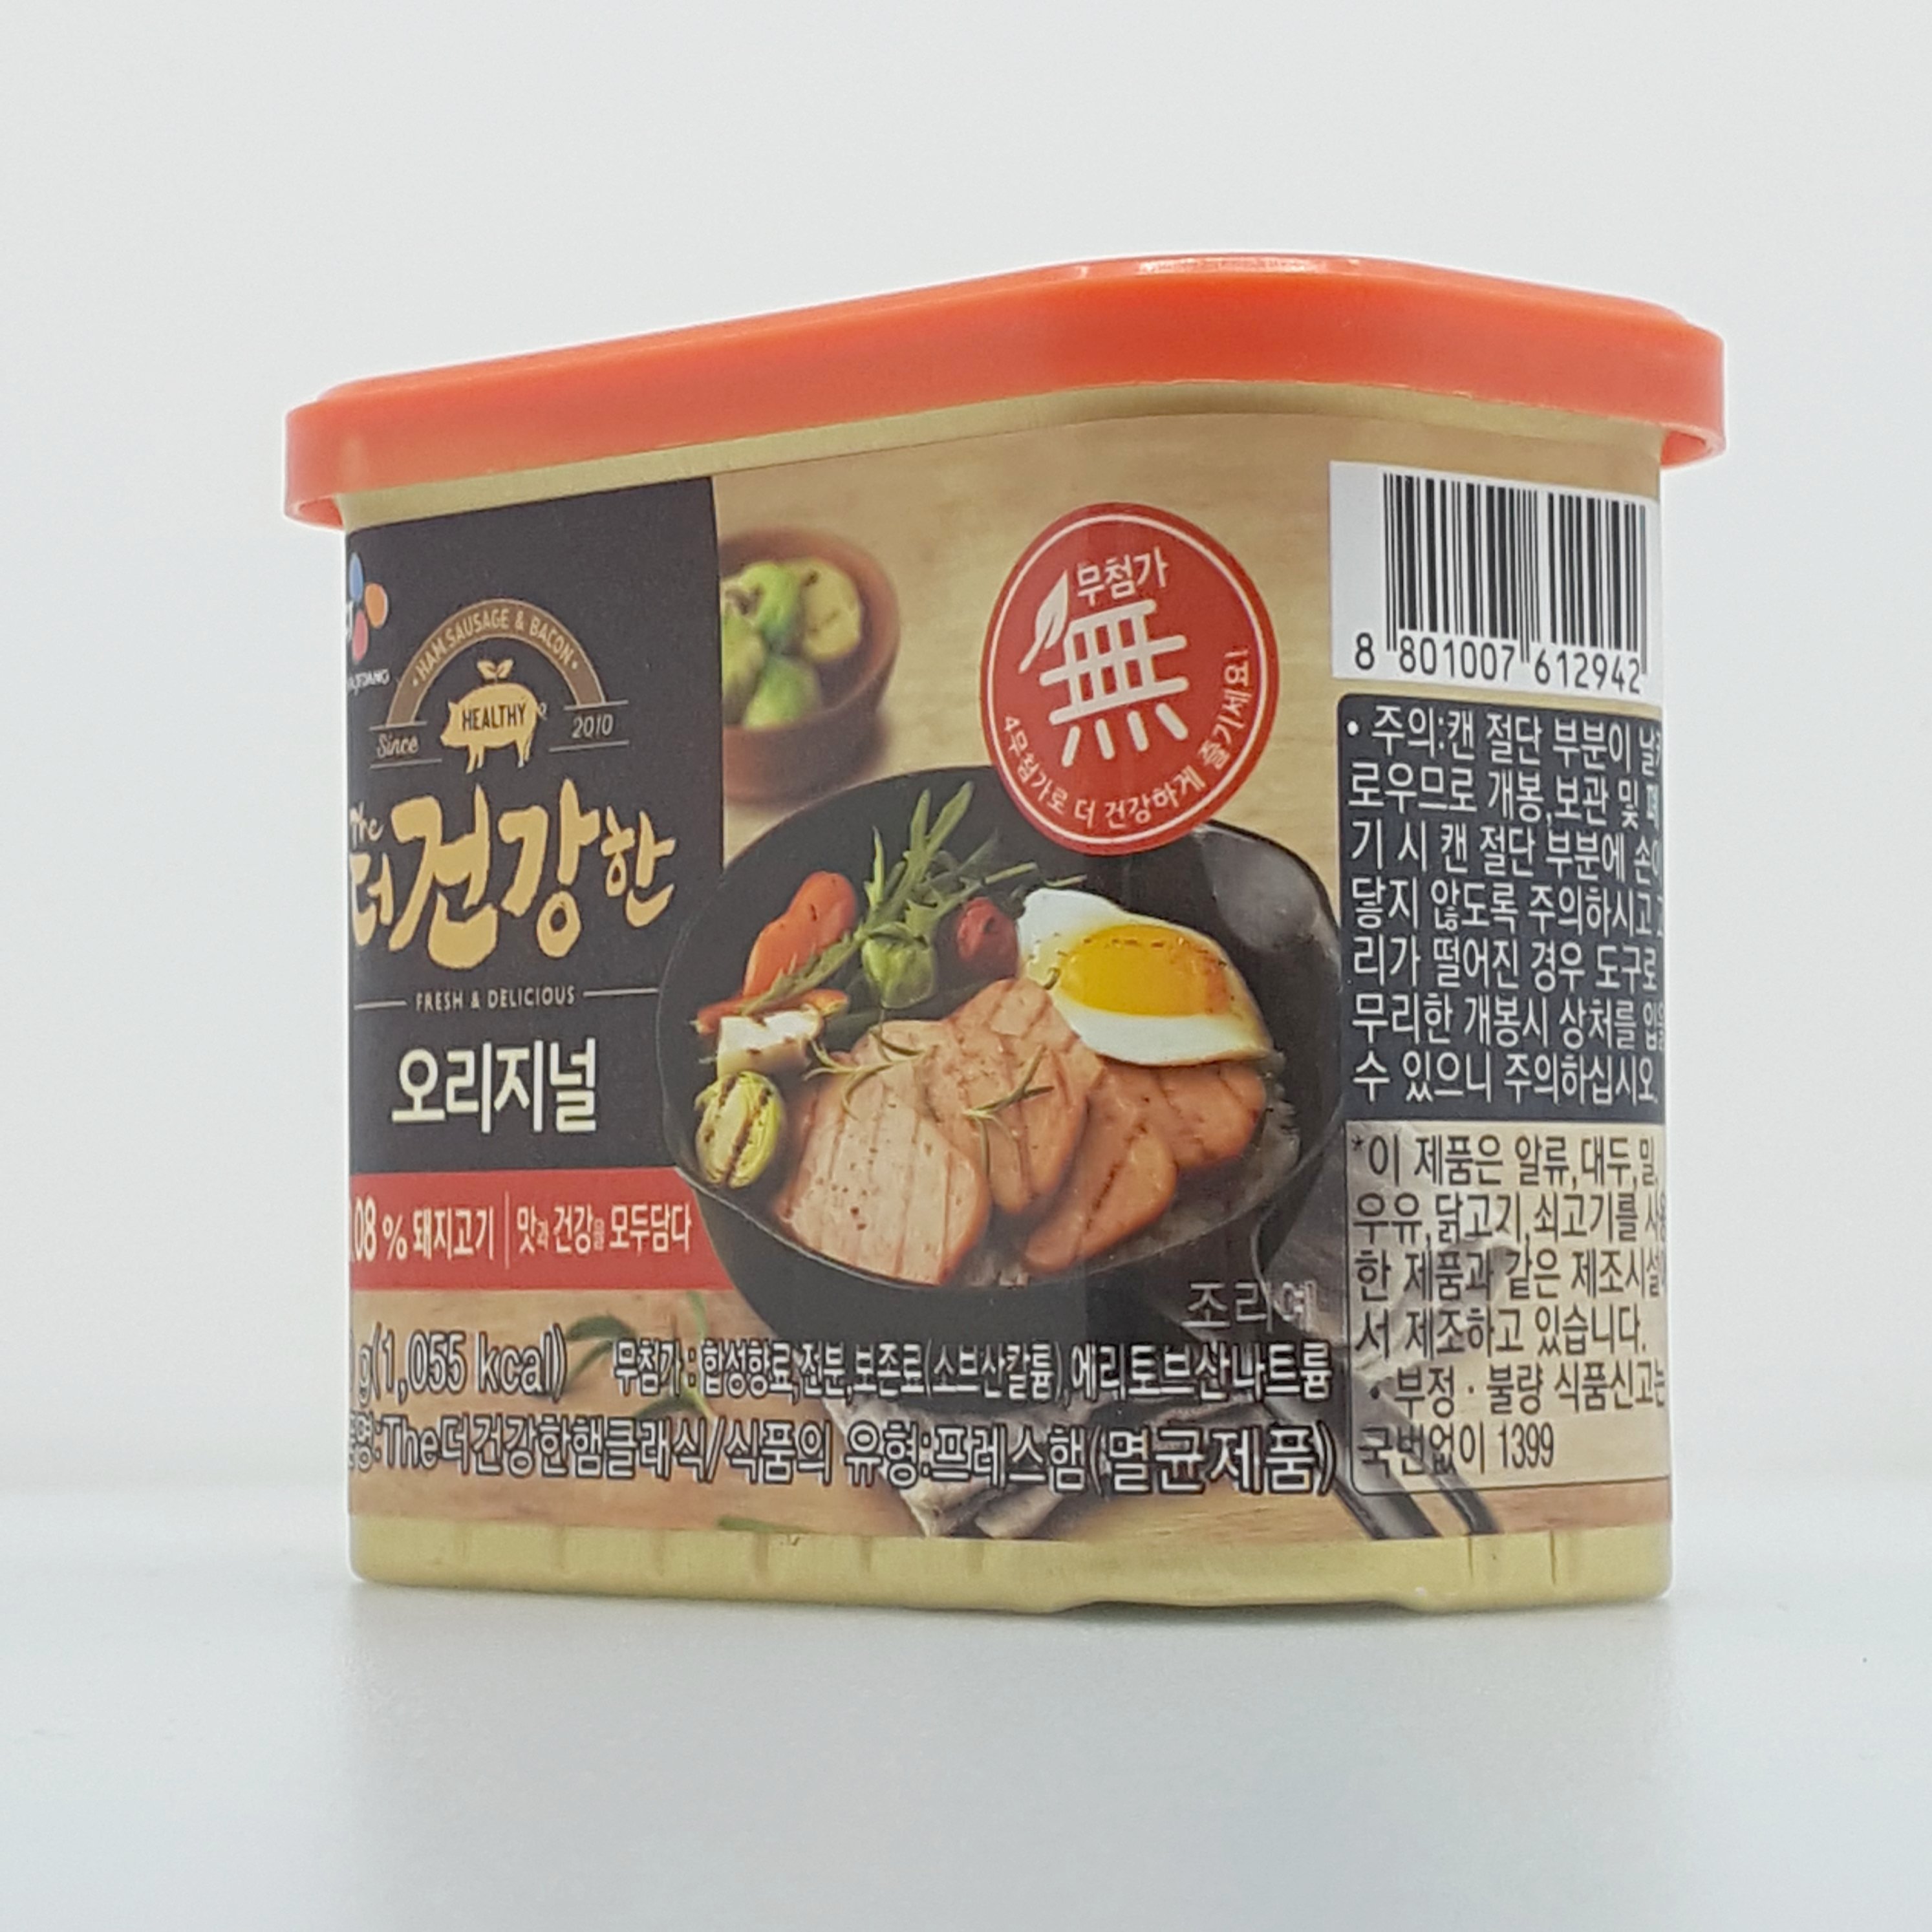 HAM.SAUSAGE & BACON
HEALTHY
Since 2010
The
더건강한
FRESH & DELICIOUS
오리지널
08 % 돼지고기 | 맛과 건강을 모두담다
g(1,055 kcal)
무첨가 : 합성향료,전분,보존료(소브산칼륨),에리토브산나트륨
The더건강한햄클래식/식품의 유형:프레스햄(멸균제품)
무첨가
無
4무첨가로 더 건강하게 즐기세요!
조리예
8 801007 612942
• 주의:캔 절단 부분이 날카
로우므로 개봉,보관 및 폐
기 시 캔 절단 부분에 손이
닿지 않도록 주의하시고
리가 떨어진 경우 도구로
무리한 개봉시 상처를 입을
수 있으니 주의하십시오.
*이 제품은 알류,대두,밀,
우유,닭고기,쇠고기를 사용
한 제품과 같은 제조시설
서 제조하고 있습니다.
• 부정 · 불량 식품신고는
국번없이 1399